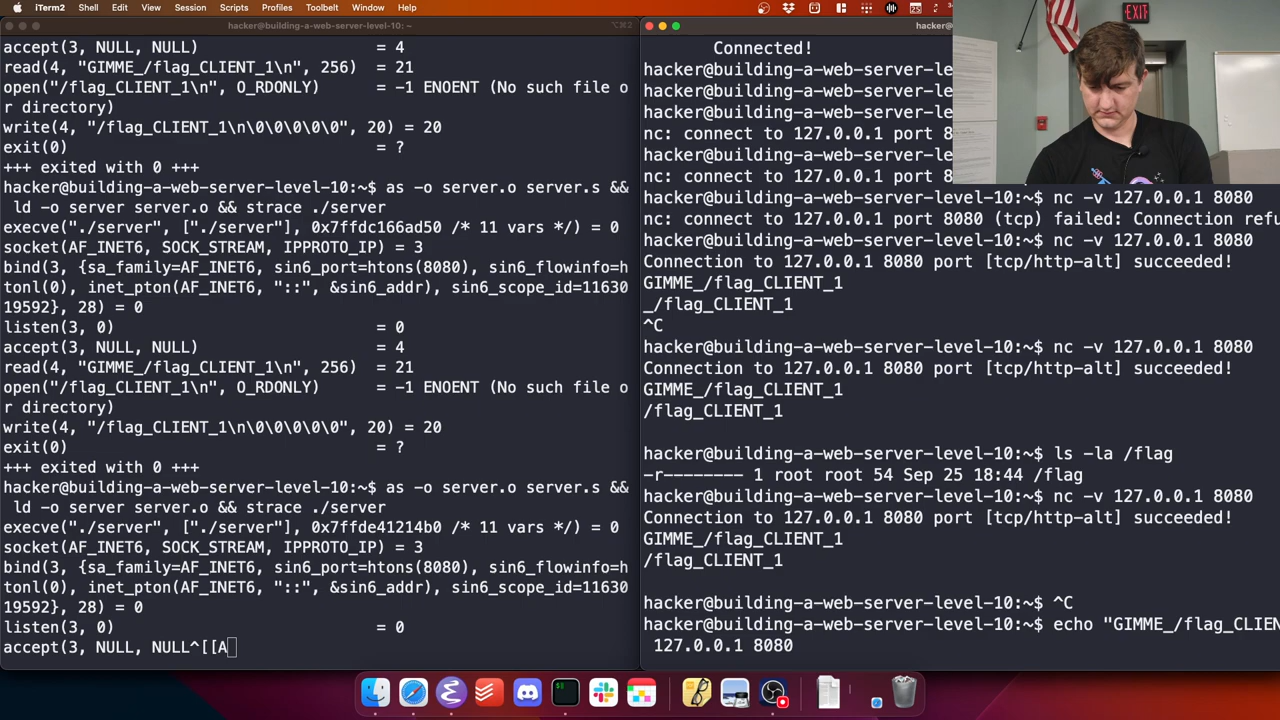 iTerm2 Shell Edit View Session Scripts Profiles Toolbelt Window Help
hacker@building-a-web-server-level-10: ~
accept(3, NULL, NULL) = 4
read(4, "GIMME_/flag_CLIENT_1\n", 256) = 21
open("/flag_CLIENT_1\n", O_RDONLY) = -1 ENOENT (No such file o
r directory)
write(4, "/flag_CLIENT_1\n\0\0\0\0\0", 20) = 20
exit(0) = ?
+++ exited with 0 +++
hacker@building-a-web-server-level-10:~$ as -o server.o server.s &&
ld -o server server.o && strace ./server
execve("./server", ["./server"], 0x7ffdc166ad50 /* 11 vars */) = 0
socket(AF_INET6, SOCK_STREAM, IPPROTO_IP) = 3
bind(3, {sa_family=AF_INET6, sin6_port=htons(8080), sin6_flowinfo=h
tonl(0), inet_pton(AF_INET6, "::", &sin6_addr), sin6_scope_id=11630
19592}, 28) = 0
listen(3, 0) = 0
accept(3, NULL, NULL) = 4
read(4, "GIMME_/flag_CLIENT_1\n", 256) = 21
open("/flag_CLIENT_1\n", O_RDONLY) = -1 ENOENT (No such file o
r directory)
write(4, "/flag_CLIENT_1\n\0\0\0\0\0", 20) = 20
exit(0) = ?
+++ exited with 0 +++
hacker@building-a-web-server-level-10:~$ as -o server.o server.s &&
ld -o server server.o && strace ./server
execve("./server", ["./server"], 0x7ffde41214b0 /* 11 vars */) = 0
socket(AF_INET6, SOCK_STREAM, IPPROTO_IP) = 3
bind(3, {sa_family=AF_INET6, sin6_port=htons(8080), sin6_flowinfo=h
tonl(0), inet_pton(AF_INET6, "::", &sin6_addr), sin6_scope_id=11630
19592}, 28) = 0
listen(3, 0) = 0
accept(3, NULL, NULL^[[A
hacker@
Connected!
hacker@building-a-web-server-le
hacker@building-a-web-server-le
hacker@building-a-web-server-le
nc: connect to 127.0.0.1 port 8
hacker@building-a-web-server-le
nc: connect to 127.0.0.1 port 8
hacker@building-a-web-server-level-10:~$ nc -v 127.0.0.1 8080
nc: connect to 127.0.0.1 port 8080 (tcp) failed: Connection refu
hacker@building-a-web-server-level-10:~$ nc -v 127.0.0.1 8080
Connection to 127.0.0.1 8080 port [tcp/http-alt] succeeded!
GIMME_/flag_CLIENT_1
_/flag_CLIENT_1
^C
hacker@building-a-web-server-level-10:~$ nc -v 127.0.0.1 8080
Connection to 127.0.0.1 8080 port [tcp/http-alt] succeeded!
GIMME_/flag_CLIENT_1
/flag_CLIENT_1
hacker@building-a-web-server-level-10:~$ ls -la /flag
-r-------- 1 root root 54 Sep 25 18:44 /flag
hacker@building-a-web-server-level-10:~$ nc -v 127.0.0.1 8080
Connection to 127.0.0.1 8080 port [tcp/http-alt] succeeded!
GIMME_/flag_CLIENT_1
/flag_CLIENT_1
hacker@building-a-web-server-level-10:~$ ^C
hacker@building-a-web-server-level-10:~$ echo "GIMME_/flag_CLIEN
127.0.0.1 8080
EXIT